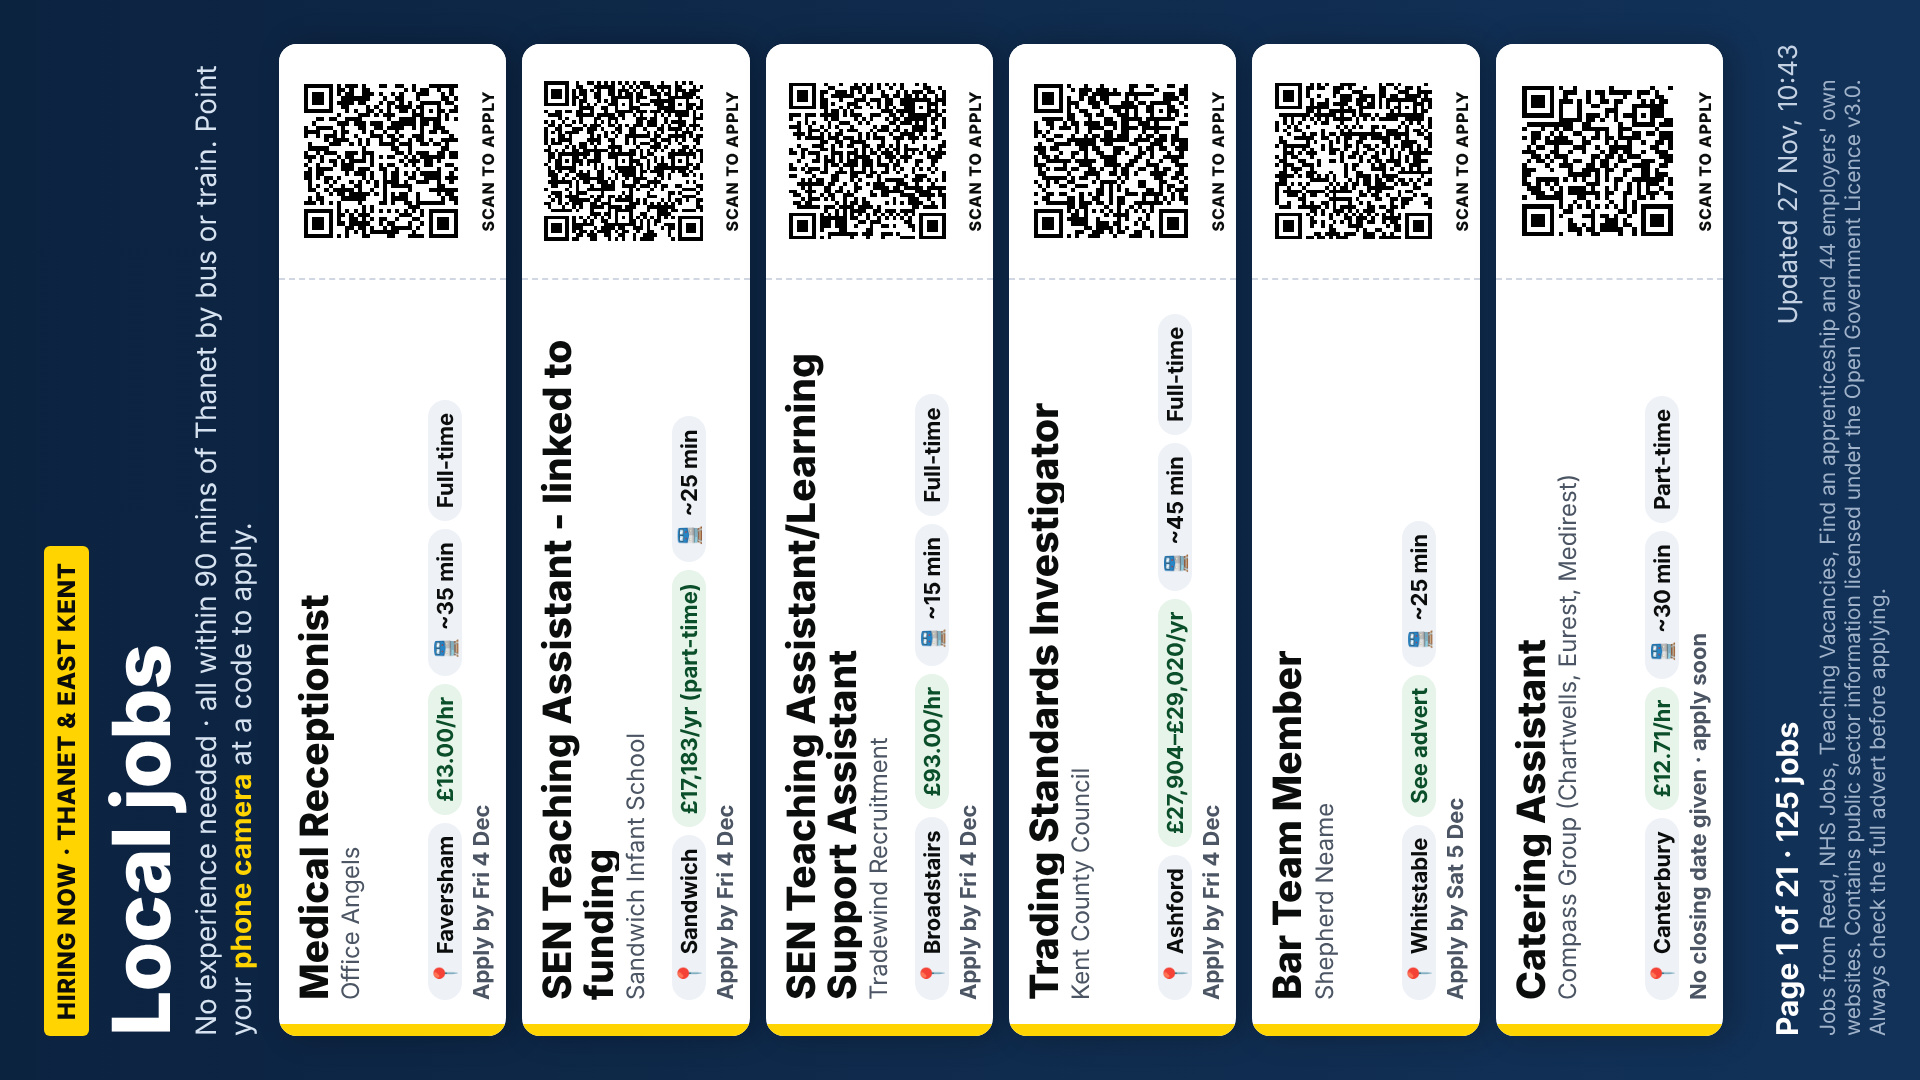 HIRING NOW · THANET & EAST KENT
Local jobs
No experience needed · all within 90 mins of Thanet by bus or train. Point
your phone camera at a code to apply.
Medical Receptionist
Office Angels
📍 Faversham £13.00/hr 🚆 ~35 min Full-time
Apply by Fri 4 Dec
SCAN TO APPLY
SEN Teaching Assistant - linked to
funding
Sandwich Infant School
📍 Sandwich £17,183/yr (part-time) 🚆 ~25 min
Apply by Fri 4 Dec
SCAN TO APPLY
SEN Teaching Assistant/Learning
Support Assistant
Tradewind Recruitment
📍 Broadstairs £93.00/hr 🚆 ~15 min Full-time
Apply by Fri 4 Dec
SCAN TO APPLY
Trading Standards Investigator
Kent County Council
📍 Ashford £27,904–£29,020/yr 🚆 ~45 min Full-time
Apply by Fri 4 Dec
SCAN TO APPLY
Bar Team Member
Shepherd Neame
📍 Whitstable See advert 🚆 ~25 min
Apply by Sat 5 Dec
SCAN TO APPLY
Catering Assistant
Compass Group (Chartwells, Eurest, Medirest)
📍 Canterbury £12.71/hr 🚆 ~30 min Part-time
No closing date given · apply soon
SCAN TO APPLY
Page 1 of 21 · 125 jobs Updated 27 Nov, 10:43
Jobs from Reed, NHS Jobs, Teaching Vacancies, Find an apprenticeship and 44 employers' own
websites. Contains public sector information licensed under the Open Government Licence v3.0.
Always check the full advert before applying.